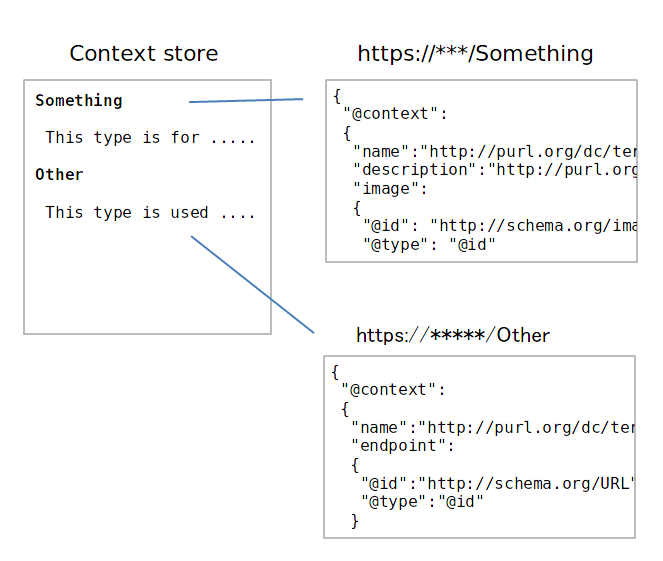 Context store
Something
This type is for .....
Other
This type is used ....
https://***/Something
{
"@context":
{
"name":"http://purl.org/dc/ter
"description":"http://purl.org
"image":
{
"@id": "http://schema.org/ima
"@type": "@id"
https://*****/Other
{
"@context":
{
"name":"http://purl.org/dc/ter
"endpoint":
{
"@id":"http://schema.org/URL"
"@type":"@id"
}